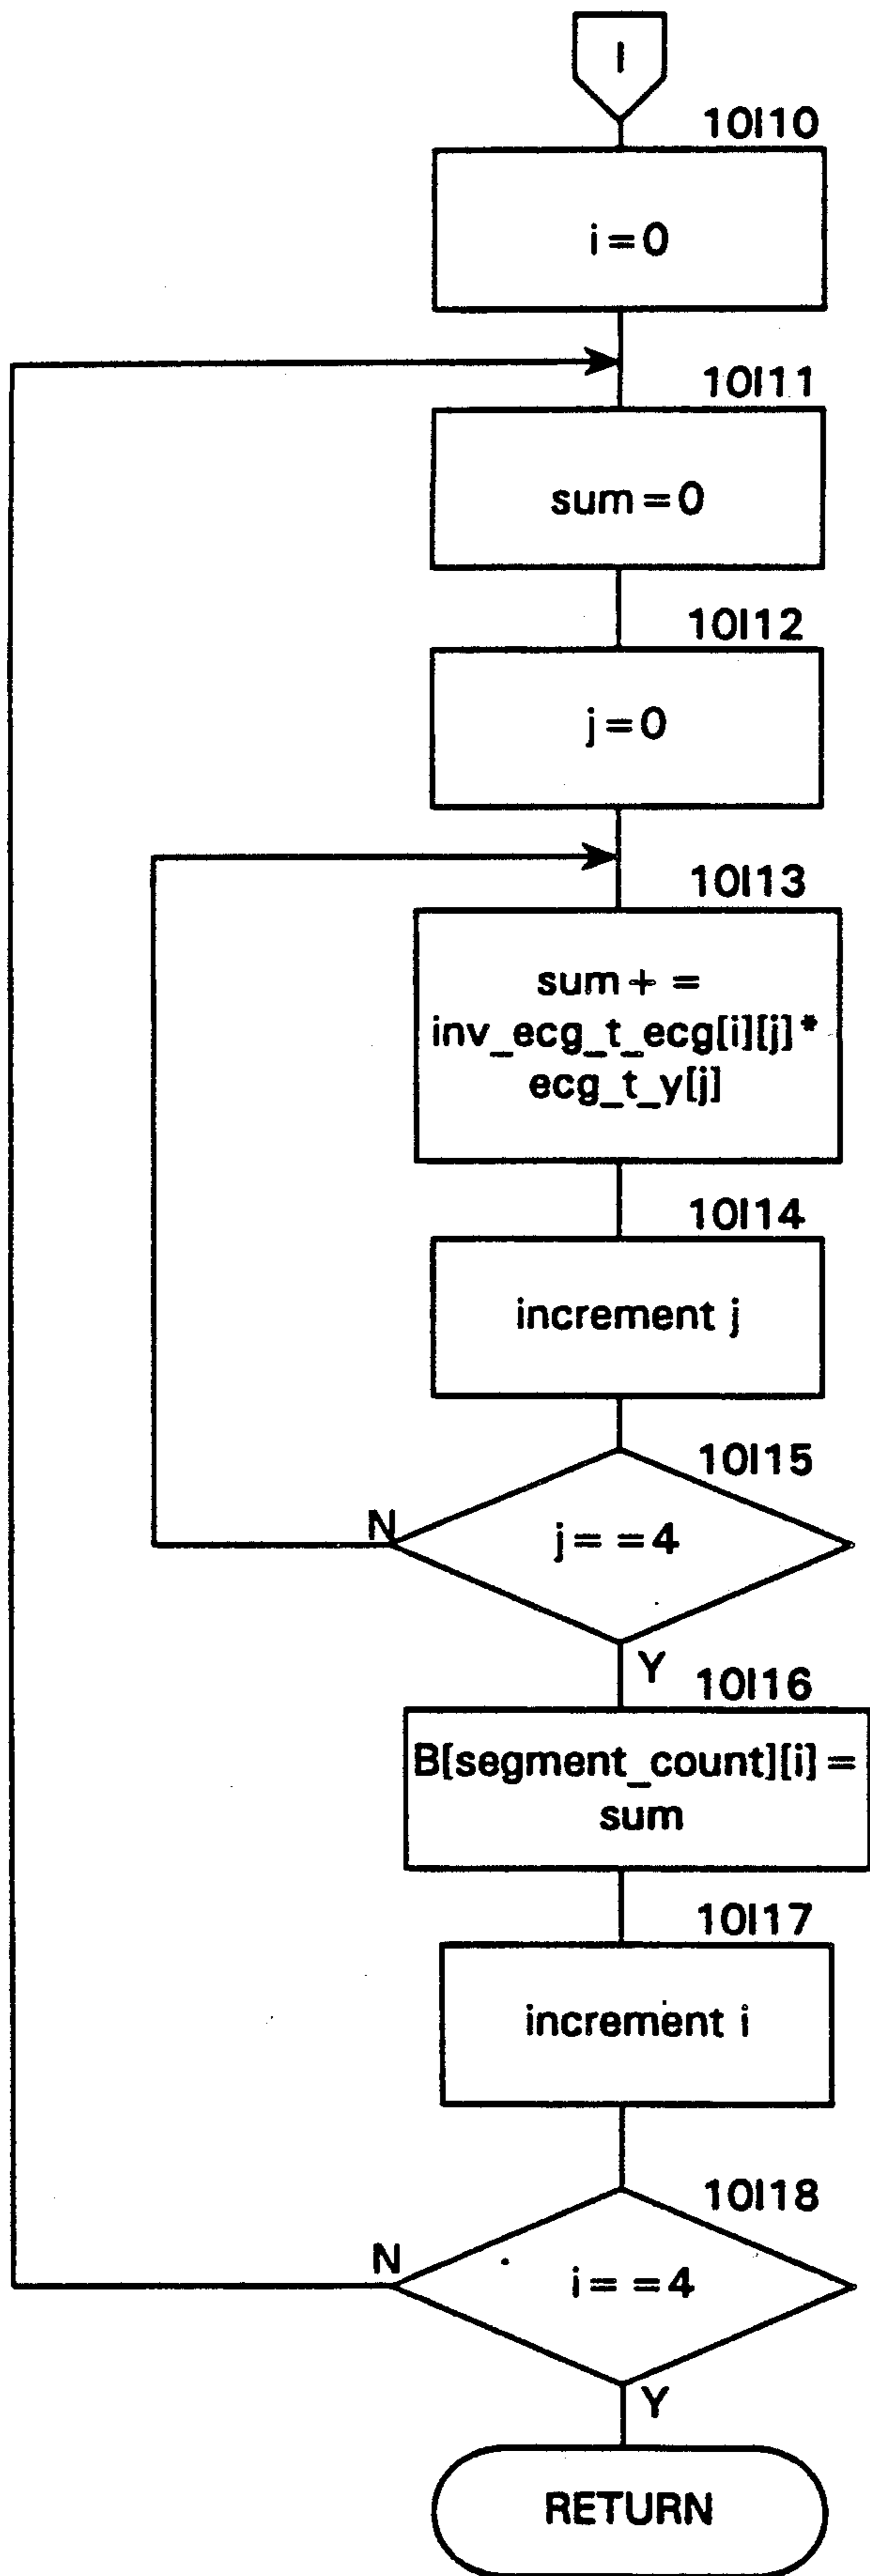 I
10I10
i=0
10I11
sum=0
10I12
j=0
10I13
sum+=
inv_ecg_t_ecg[i][j]*
ecg_t_y[j]
10I14
increment j
10I15
N
j==4
Y
10I16
B[segment_count][i]=
sum
10I17
increment i
10I18
N
i==4
Y
RETURN